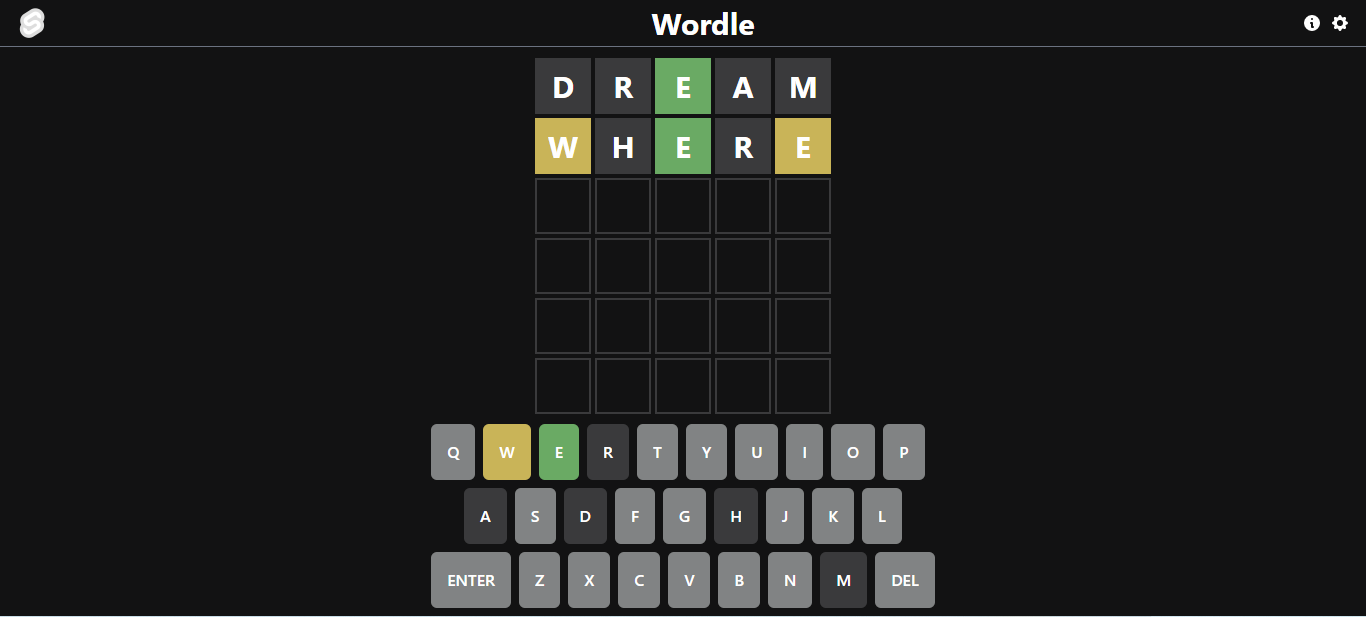 Wordle
D R E A M
W H E R E
Q W E R T Y U I O P
A S D F G H J K L
ENTER Z X C V B N M DEL